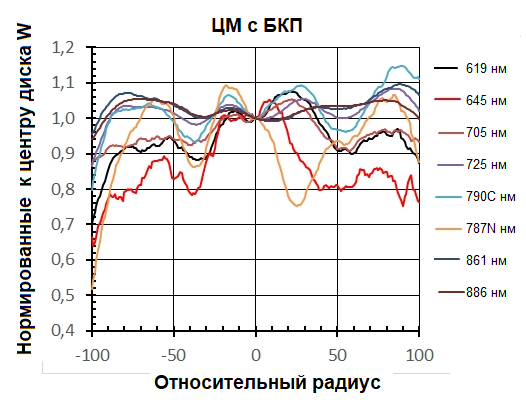 ЦМ с БКП
Нормированные к центру диска W
1,2
1,1
1,0
0,9
0,8
0,7
0,6
0,5
0,4
-100
-50
0
50
100
Относительный радиус
619 нм
645 нм
705 нм
725 нм
790C нм
787N нм
861 нм
886 нм